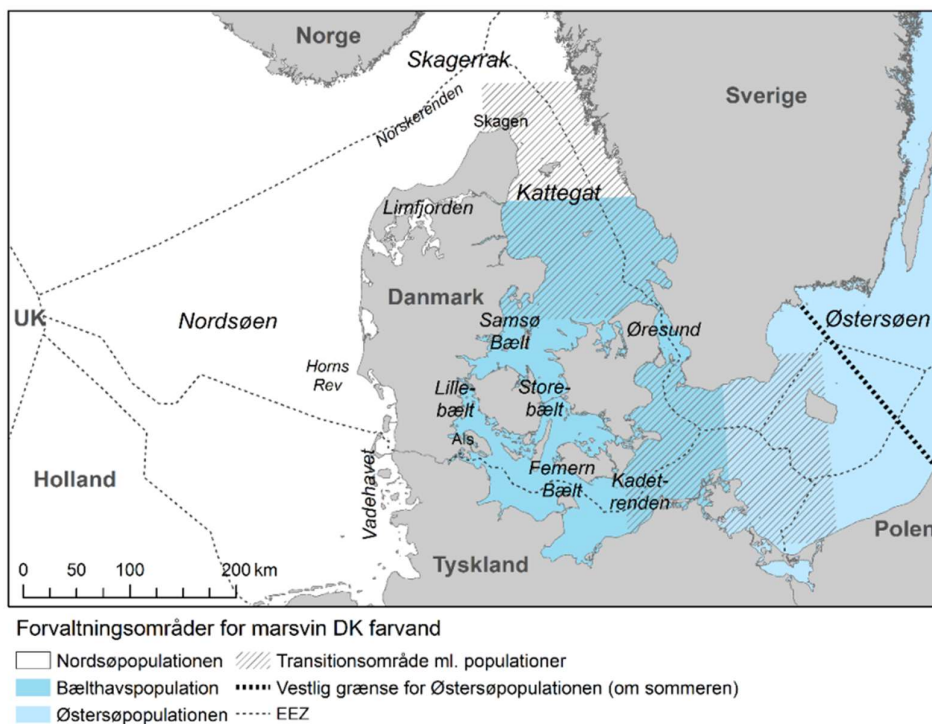 Norge
Skagerrak
Sverige
Norskerenden
Skagen
Kattegat
Limfjorden
UK
Nordsøen
Danmark
Samsø
Bælt
Øresund
Østersøen
Horns
Rev
Lille-
bælt
Store-
bælt
Als
Femern
Bælt
Kadet-
renden
Holland
Vadehavet
Tyskland
Polen
0 50 100 200 km
Forvaltningsområder for marsvin DK farvand
Nordsøpopulationen Transitionsområde ml. populationer
Bælthavspopulation Vestlig grænse for Østersøpopulationen (om sommeren)
Østersøpopulationen EEZ